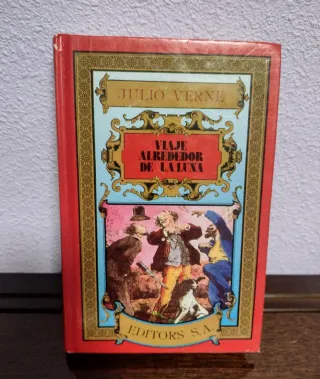 JULIO VERNE
VIAJE
ALREDEDOR
DE LA LUNA
EDITORS S.A.